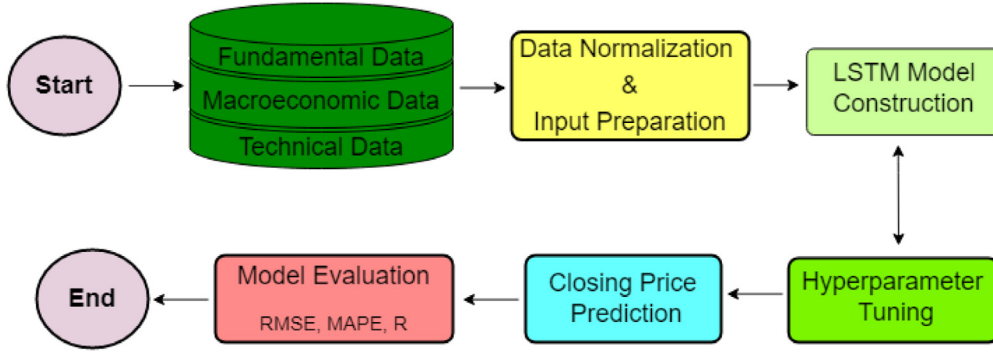 Start
Fundamental Data
Macroeconomic Data
Technical Data
Data Normalization
&
Input Preparation
LSTM Model
Construction
Hyperparameter
Tuning
Closing Price
Prediction
Model Evaluation
RMSE, MAPE, R
End